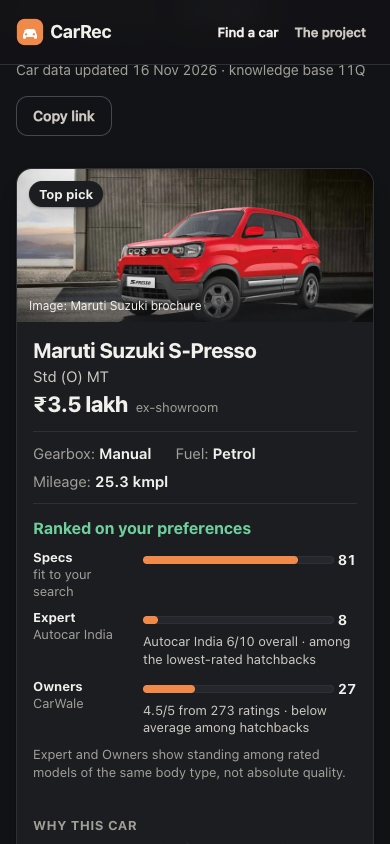 CarRec
Find a car
The project
Car data updated 16 Nov 2026 · knowledge base 11Q
Copy link
Top pick
S-PRESSO
Image: Maruti Suzuki brochure
Maruti Suzuki S-Presso
Std (O) MT
₹3.5 lakh ex-showroom
Gearbox: Manual Fuel: Petrol
Mileage: 25.3 kmpl
Ranked on your preferences
Specs
fit to your
search
81
Expert
Autocar India
8
Autocar India 6/10 overall · among
the lowest-rated hatchbacks
Owners
CarWale
27
4.5/5 from 273 ratings · below
average among hatchbacks
Expert and Owners show standing among rated
models of the same body type, not absolute quality.
WHY THIS CAR